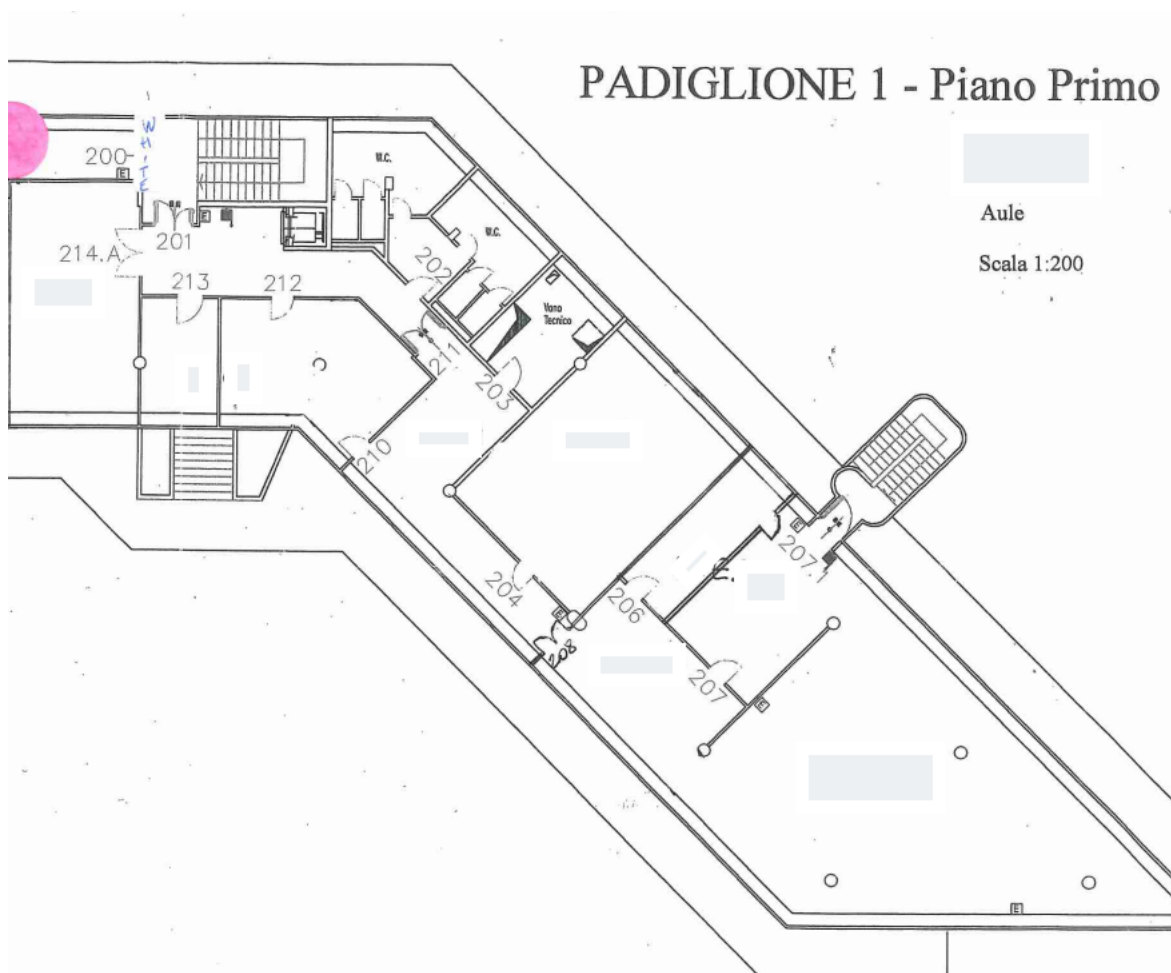 PADIGLIONE 1 - Piano Primo
Aule
Scala 1:200
WHITE
200
E
W.C.
201
E
214.A
213
212
202
W.C.
Vano
Tecnico
211
203
210
204
E
206
207.1
E
208
207
E
E